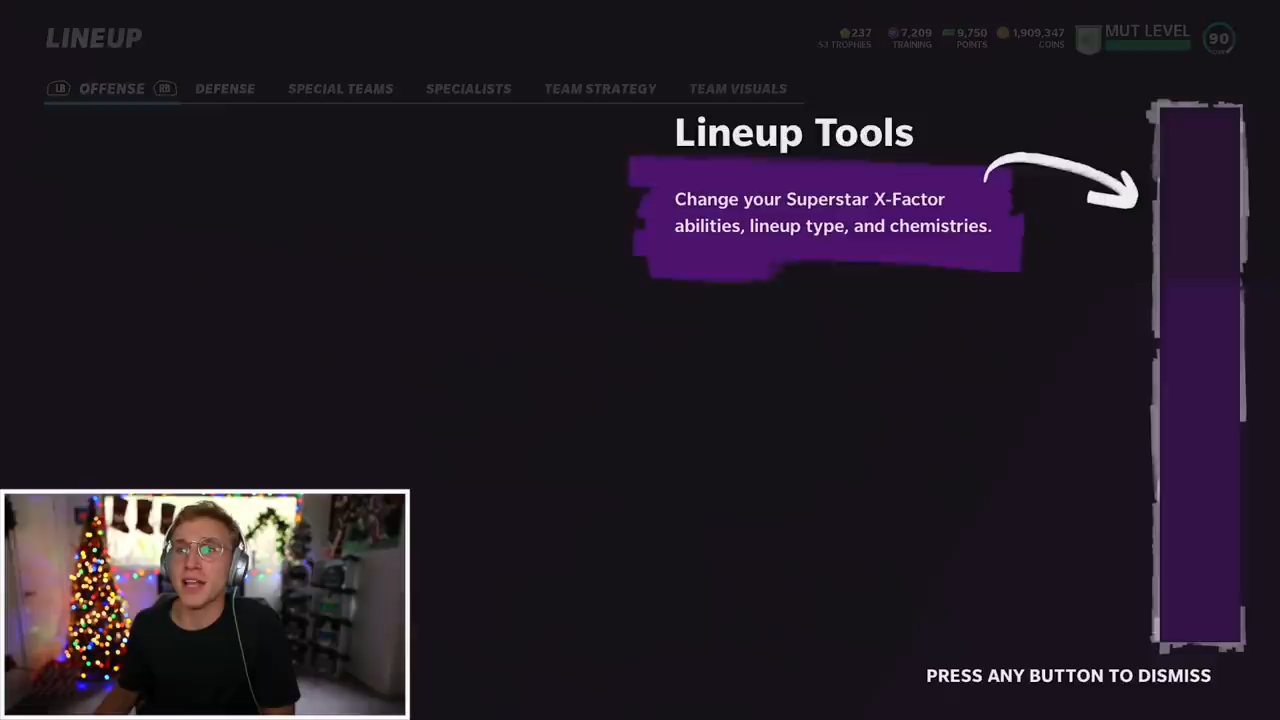 LINEUP
237
53 TROPHIES
7,209
TRAINING
9,750
POINTS
1,909,347
COINS
MUT LEVEL
90
LB OFFENSE RB DEFENSE SPECIAL TEAMS SPECIALISTS TEAM STRATEGY TEAM VISUALS
Lineup Tools
Change your Superstar X-Factor
abilities, lineup type, and chemistries.
PRESS ANY BUTTON TO DISMISS